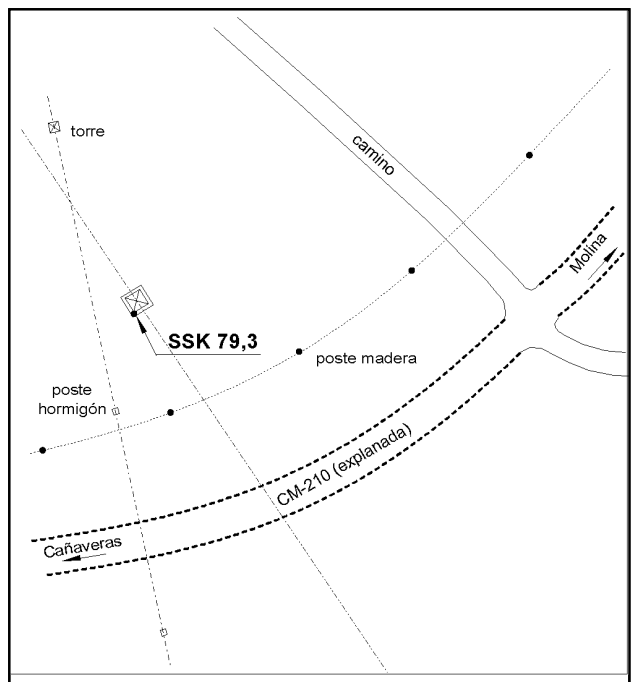 torre
camino
Molina
SSK 79,3
poste madera
poste
hormigón
CM-210 (explanada)
Cañaveras